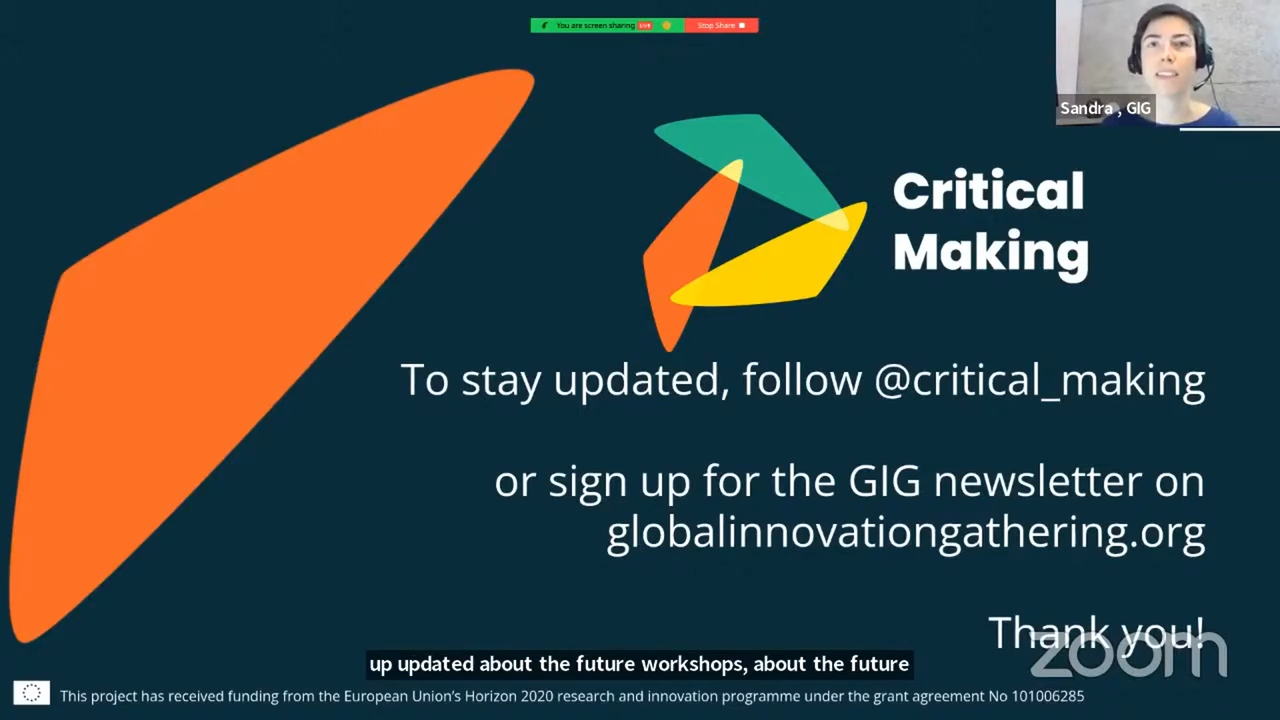 You are screen sharing LIVE Stop Share
Sandra , GIG
Critical
Making
To stay updated, follow @critical_making
or sign up for the GIG newsletter on
globalinnovationgathering.org
Thank you!
zoom
up updated about the future workshops, about the future
This project has received funding from the European Union’s Horizon 2020 research and innovation programme under the grant agreement No 101006285